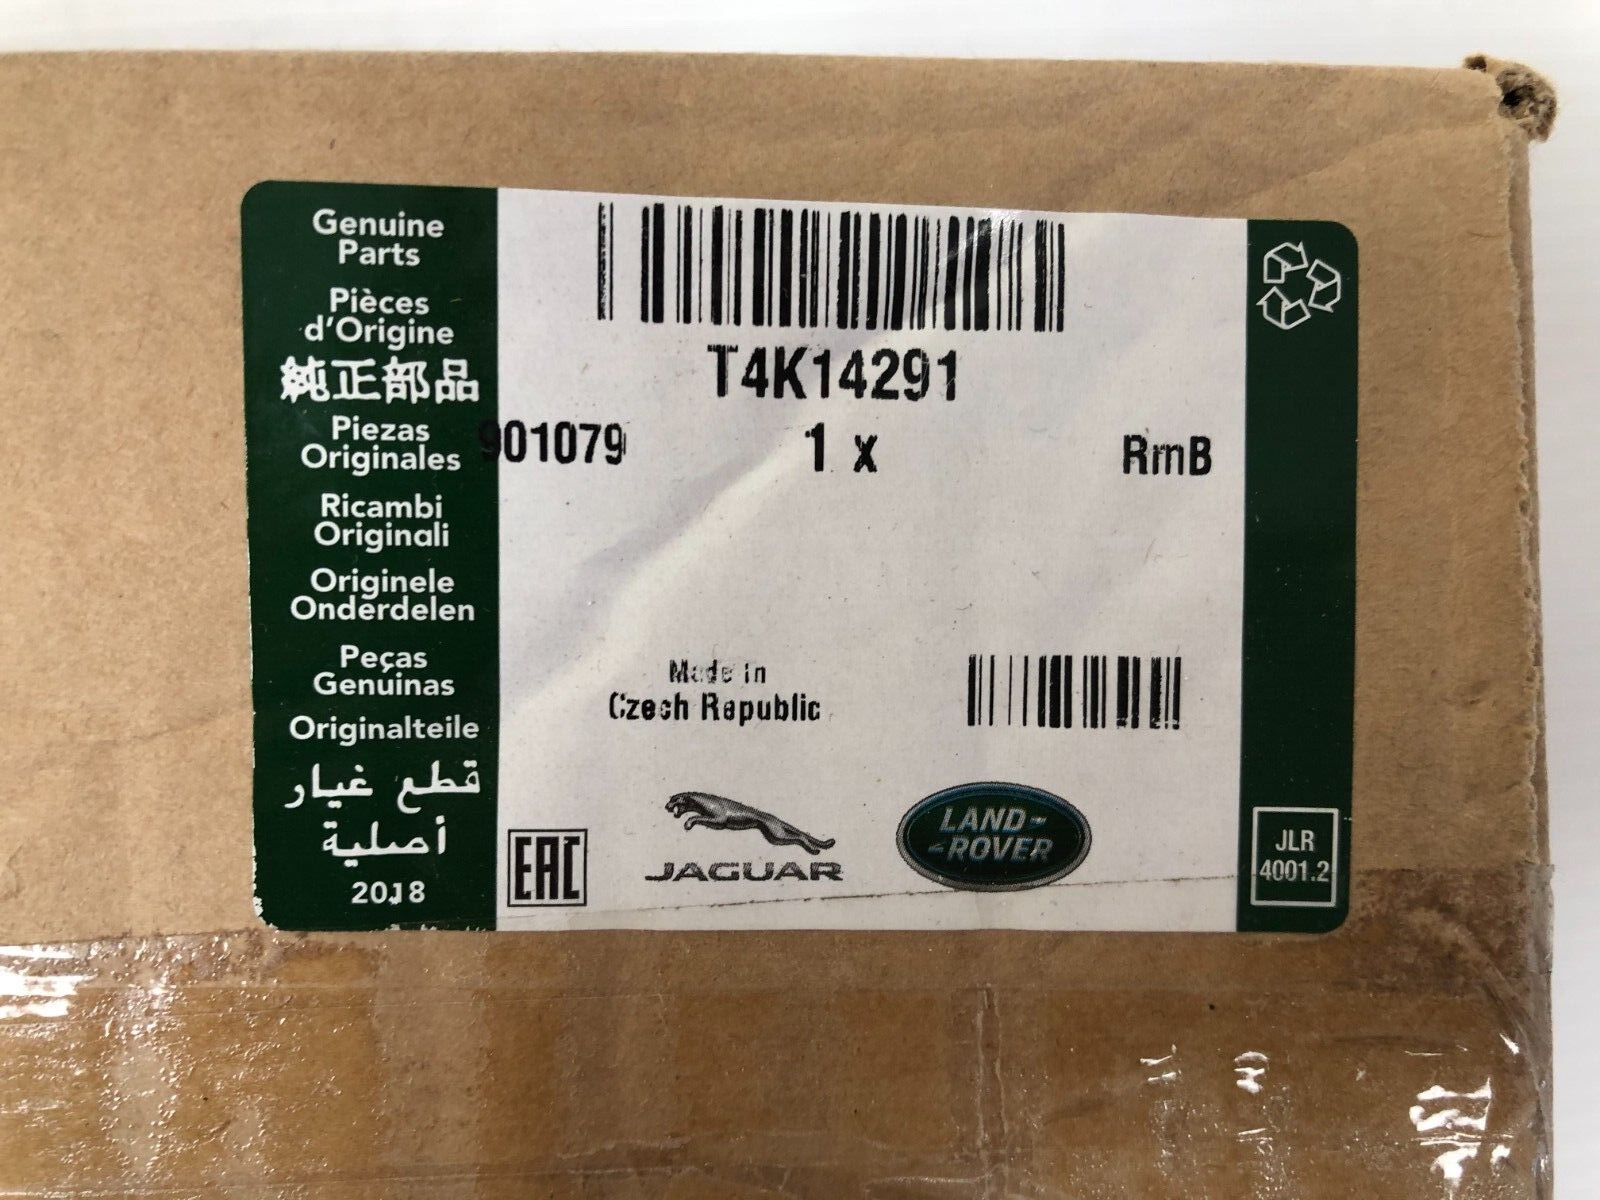 Genuine
Parts
Pièces
d'Origine
純正部品
Piezas
Originales
Ricambi
Originali
Originele
Onderdelen
Peças
Genuinas
Originalteile
قطع غيار
أصلية
2018
T4K14291
901079 1 x RmB
Made In
Czech Republic
EAC
JAGUAR
LAND-
-ROVER
JLR
4001.2